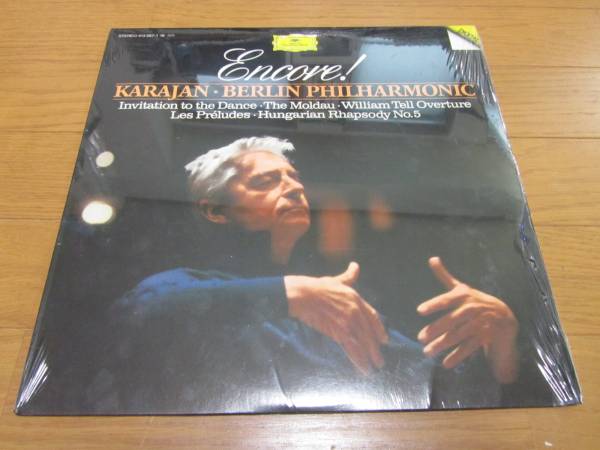 Encore!
KARAJAN · BERLIN PHILHARMONIC
Invitation to the Dance · The Moldau · William Tell Overture
Les Préludes · Hungarian Rhapsody No.5